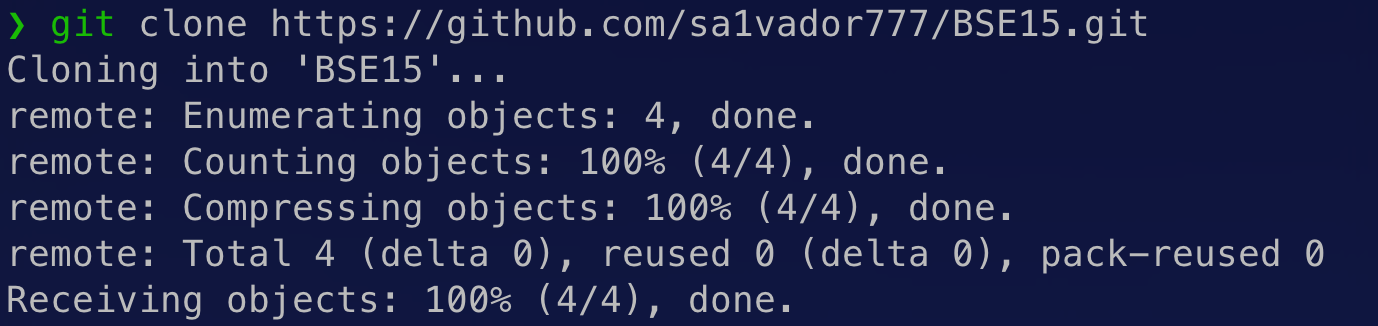 ❯ git clone https://github.com/sa1vador777/BSE15.git
Cloning into 'BSE15'...
remote: Enumerating objects: 4, done.
remote: Counting objects: 100% (4/4), done.
remote: Compressing objects: 100% (4/4), done.
remote: Total 4 (delta 0), reused 0 (delta 0), pack-reused 0
Receiving objects: 100% (4/4), done.